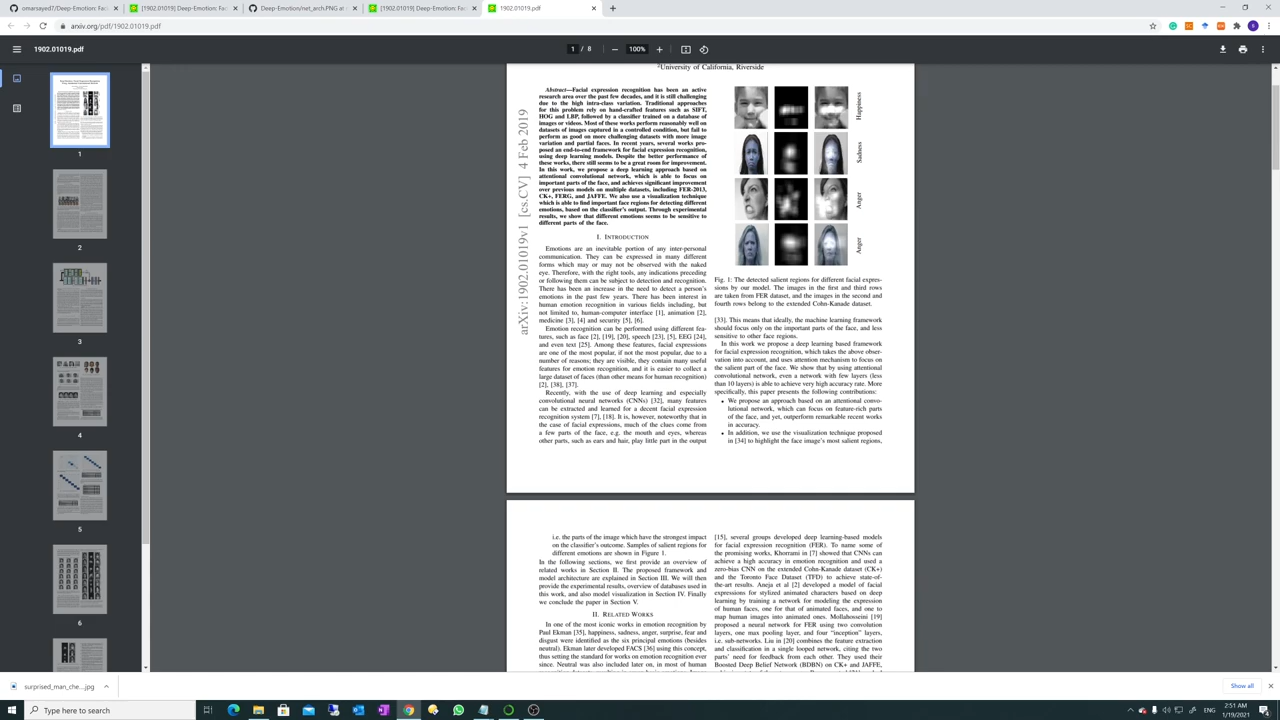 omarsayed7/Deep-Emotion: Fac
[1902.01019] Deep-Emotion: Fac
Deep-Emotion/net_arch.PNG at
[1902.01019] Deep-Emotion: Fac
1902.01019.pdf
arxiv.org/pdf/1902.01019.pdf
1902.01019.pdf
1 / 8
100%
1
2
3
4
5
6
arXiv:1902.01019v1 [cs.CV] 4 Feb 2019
2University of California, Riverside
Abstract—Facial expression recognition has been an active
research area over the past few decades, and it is still challenging
due to the high intra-class variation. Traditional approaches
for this problem rely on hand-crafted features such as SIFT,
HOG and LBP, followed by a classifier trained on a database of
images or videos. Most of these works perform reasonably well on
datasets of images captured in a controlled condition, but fail to
perform as good on more challenging datasets with more image
variation and partial faces. In recent years, several works pro-
posed an end-to-end framework for facial expression recognition,
using deep learning models. Despite the better performance of
these works, there still seems to be a great room for improvement.
In this work, we propose a deep learning approach based on
attentional convolutional network, which is able to focus on
important parts of the face, and achieves significant improvement
over previous models on multiple datasets, including FER-2013,
CK+, FERG, and JAFFE. We also use a visualization technique
which is able to find important face regions for detecting different
emotions, based on the classifier's output. Through experimental
results, we show that different emotions seems to be sensitive to
different parts of the face.
I. Introduction
Emotions are an inevitable portion of any inter-personal
communication. They can be expressed in many different
forms which may or may not be observed with the naked
eye. Therefore, with the right tools, any indications preceding
or following them can be subject to detection and recognition.
There has been an increase in the need to detect a person's
emotions in the past few years. There has been interest in
human emotion recognition in various fields including, but
not limited to, human-computer interface [1], animation [2],
medicine [3], [4] and security [5], [6].
Emotion recognition can be performed using different fea-
tures, such as face [2], [19], [20], speech [23], [5], EEG [24],
and even text [25]. Among these features, facial expressions
are one of the most popular, if not the most popular, due to a
number of reasons; they are visible, they contain many useful
features for emotion recognition, and it is easier to collect a
large dataset of faces (than other means for human recognition)
[2], [38], [37].
Recently, with the use of deep learning and especially
convolutional neural networks (CNNs) [32], many features
can be extracted and learned for a decent facial expression
recognition system [7], [18]. It is, however, noteworthy that in
the case of facial expressions, much of the clues come from
a few parts of the face, e.g. the mouth and eyes, whereas
other parts, such as ears and hair, play little part in the output
Happiness
Sadness
Anger
Anger
Fig. 1: The detected salient regions for different facial expres-
sions by our model. The images in the first and third rows
are taken from FER dataset, and the images in the second and
fourth rows belong to the extended Cohn-Kanade dataset.
[33]. This means that ideally, the machine learning framework
should focus only on the important parts of the face, and less
sensitive to other face regions.
In this work we propose a deep learning based framework
for facial expression recognition, which takes the above obser-
vation into account, and uses attention mechanism to focus on
the salient part of the face. We show that by using attentional
convolutional network, even a network with few layers (less
than 10 layers) is able to achieve very high accuracy rate. More
specifically, this paper presents the following contributions:
• We propose an approach based on an attentional convo-
lutional network, which can focus on feature-rich parts
of the face, and yet, outperform remarkable recent works
in accuracy.
• In addition, we use the visualization technique proposed
in [34] to highlight the face image's most salient regions,
i.e. the parts of the image which have the strongest impact
on the classifier's outcome. Samples of salient regions for
different emotions are shown in Figure 1.
In the following sections, we first provide an overview of
related works in Section II. The proposed framework and
model architecture are explained in Section III. We will then
provide the experimental results, overview of databases used in
this work, and also model visualization in Section IV. Finally
we conclude the paper in Section V.
II. Related Works
In one of the most iconic works in emotion recognition by
Paul Ekman [35], happiness, sadness, anger, surprise, fear and
disgust were identified as the six principal emotions (besides
neutral). Ekman later developed FACS [36] using this concept,
thus setting the standard for works on emotion recognition ever
since. Neutral was also included later on, in most of human
[15], several groups developed deep learning-based models
for facial expression recognition (FER). To name some of
the promising works, Khorrami in [7] showed that CNNs can
achieve a high accuracy in emotion recognition and used a
zero-bias CNN on the extended Cohn-Kanade dataset (CK+)
and the Toronto Face Dataset (TFD) to achieve state-of-
the-art results. Aneja et al [2] developed a model of facial
expressions for stylized animated characters based on deep
learning by training a network for modeling the expression
of human faces, one for that of animated faces, and one to
map human images into animated ones. Mollahosseini [19]
proposed a neural network for FER using two convolution
layers, one max pooling layer, and four “inception” layers,
i.e. sub-networks. Liu in [20] combines the feature extraction
and classification in a single looped network, citing the two
parts' need for feedback from each other. They used their
Boosted Deep Belief Network (BDBN) on CK+ and JAFFE,
surprised_man_che....jpg
Show all
Type here to search
2:51 AM
1/19/2021